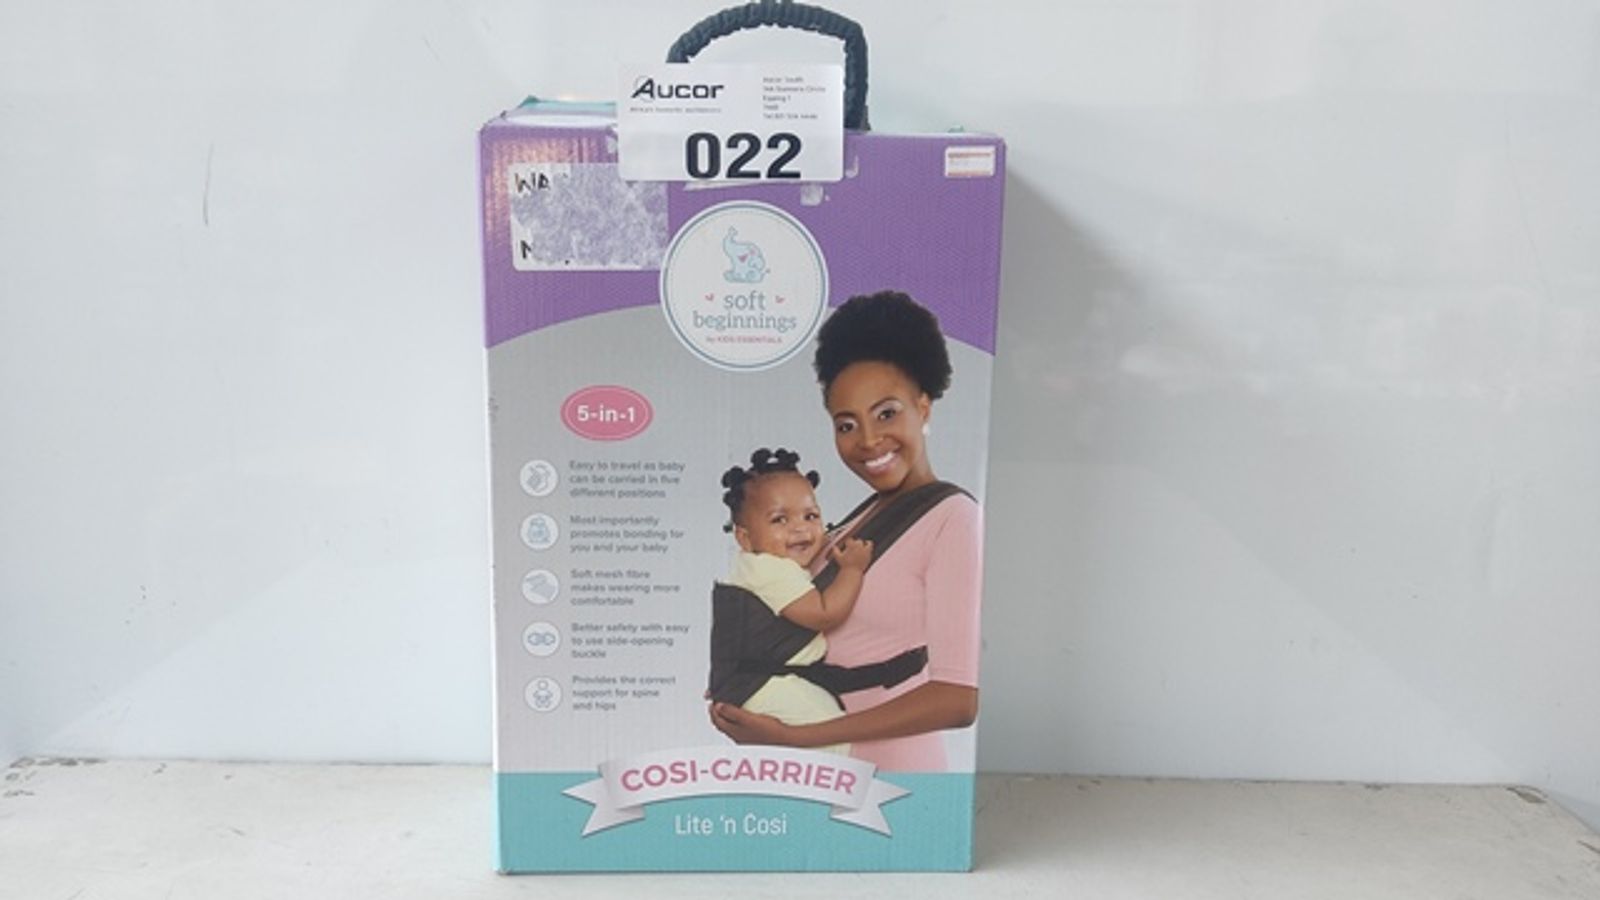 AUCOR
022
WA
soft
beginnings
by KIDS ESSENTIALS
5-in-1
Easy to travel as baby
can be carried in five
different positions
Most importantly
promotes bonding for
you and your baby
Soft mesh fibre
makes wearing more
comfortable
Better safety with easy
to use side-opening
buckle
Provides the correct
support for spine
and hips
COSI-CARRIER
Lite 'n Cosi